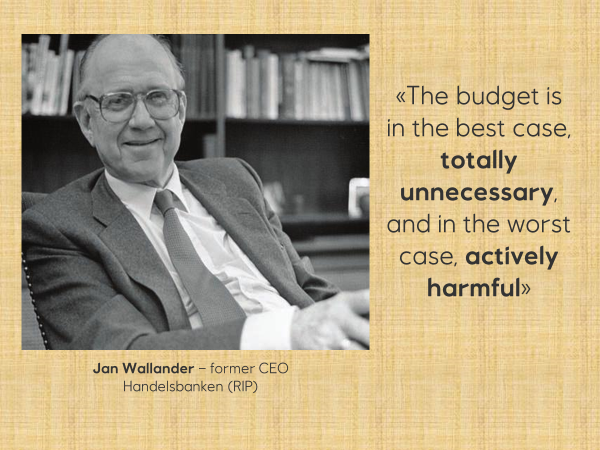 «The budget is
in the best case,
totally
unnecessary,
and in the worst
case, actively
harmful»
Jan Wallander – former CEO
Handelsbanken (RIP)